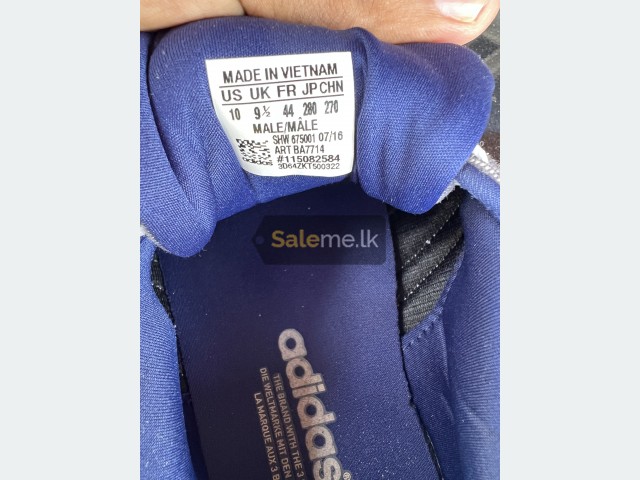 MADE IN VIETNAM
US UK FR JP CHN
10 9½ 44 280 270
MALE/MÂLE
SHW 675001 07/16
ART BA7714
#115082584
3D64ZKT500322
Saleme.lk
adidas®
THE BRAND WITH THE 3
DIE WELTMARKE MIT DEN
LA MARQUE AUX 3 B